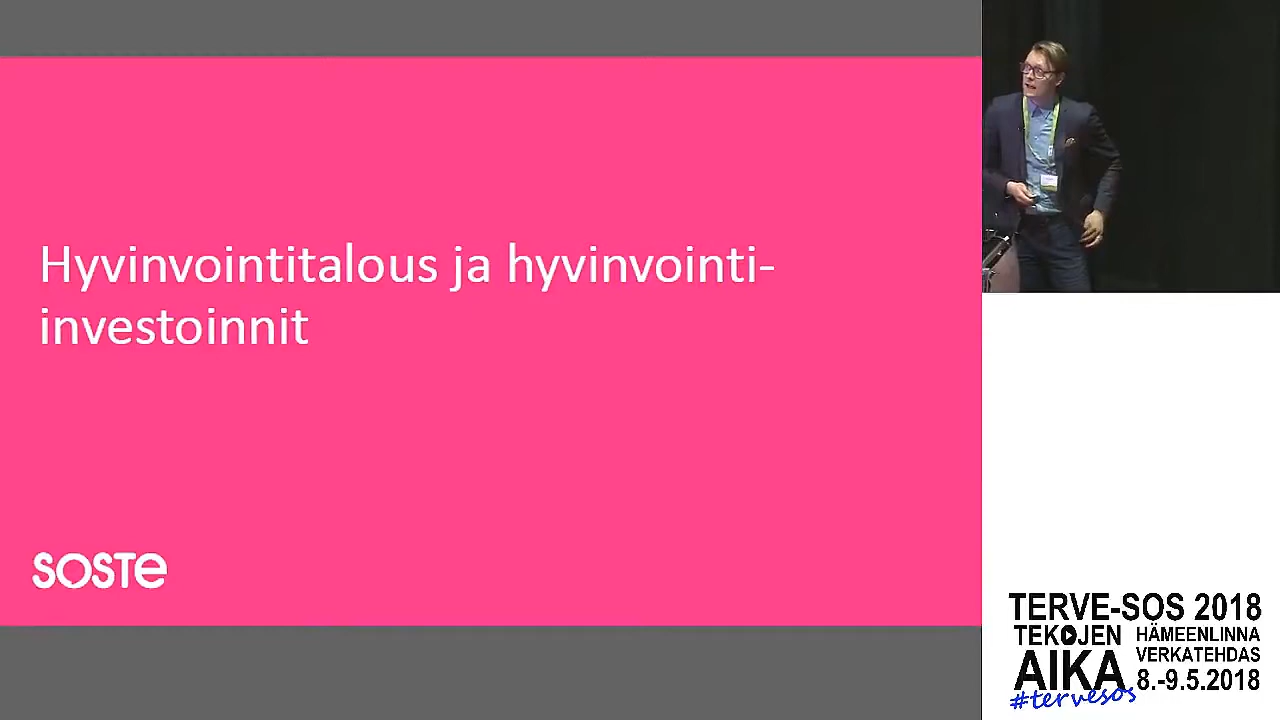 Hyvinvointitalous ja hyvinvointi-
investoinnit
soste
TERVE-SOS 2018
TEKOJEN
AIKA
HÄMEENLINNA
VERKATEHDAS
8.-9.5.2018
#tervesos